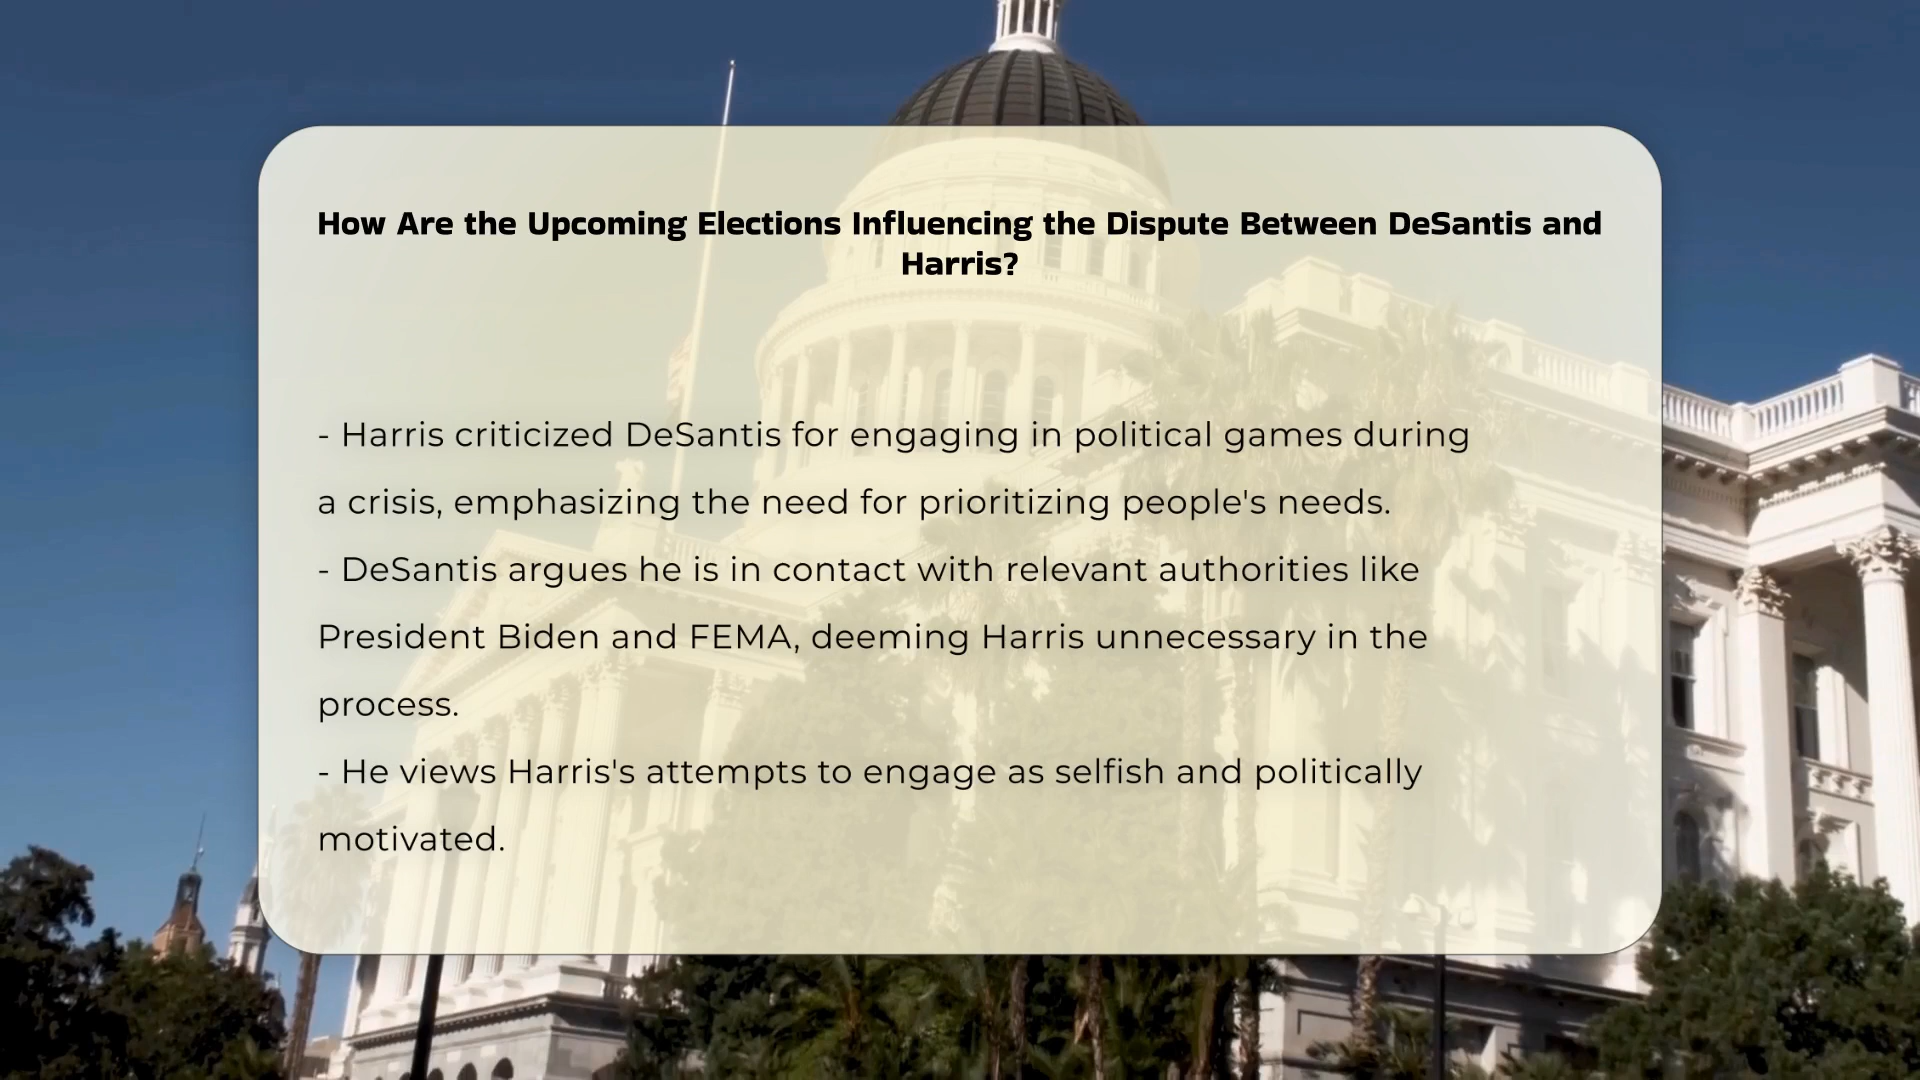 How Are the Upcoming Elections Influencing the Dispute Between DeSantis and
Harris?
- Harris criticized DeSantis for engaging in political games during
a crisis, emphasizing the need for prioritizing people's needs.
- DeSantis argues he is in contact with relevant authorities like
President Biden and FEMA, deeming Harris unnecessary in the
process.
- He views Harris's attempts to engage as selfish and politically
motivated.